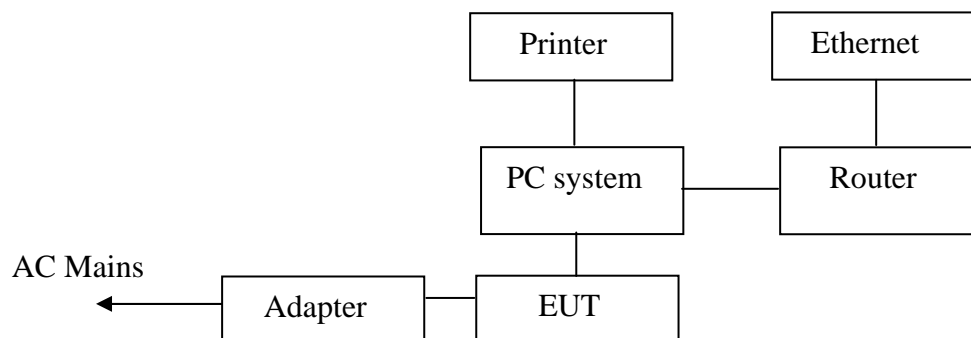 Printer
Ethernet
PC system
Router
AC Mains
Adapter
EUT